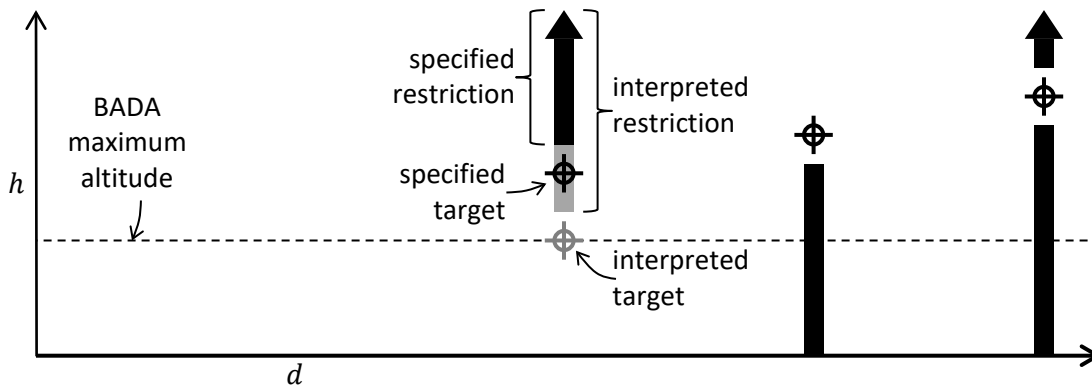 specified
restriction
interpreted
restriction
BADA
maximum
altitude
h
specified
target
interpreted
target
d